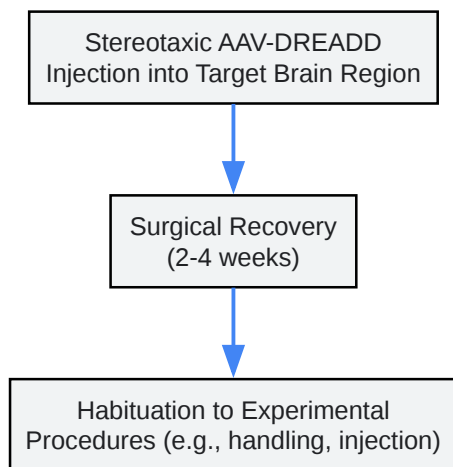 Stereotaxic AAV-DREADD
Injection into Target Brain Region
Surgical Recovery
(2-4 weeks)
Habituation to Experimental
Procedures (e.g., handling, injection)